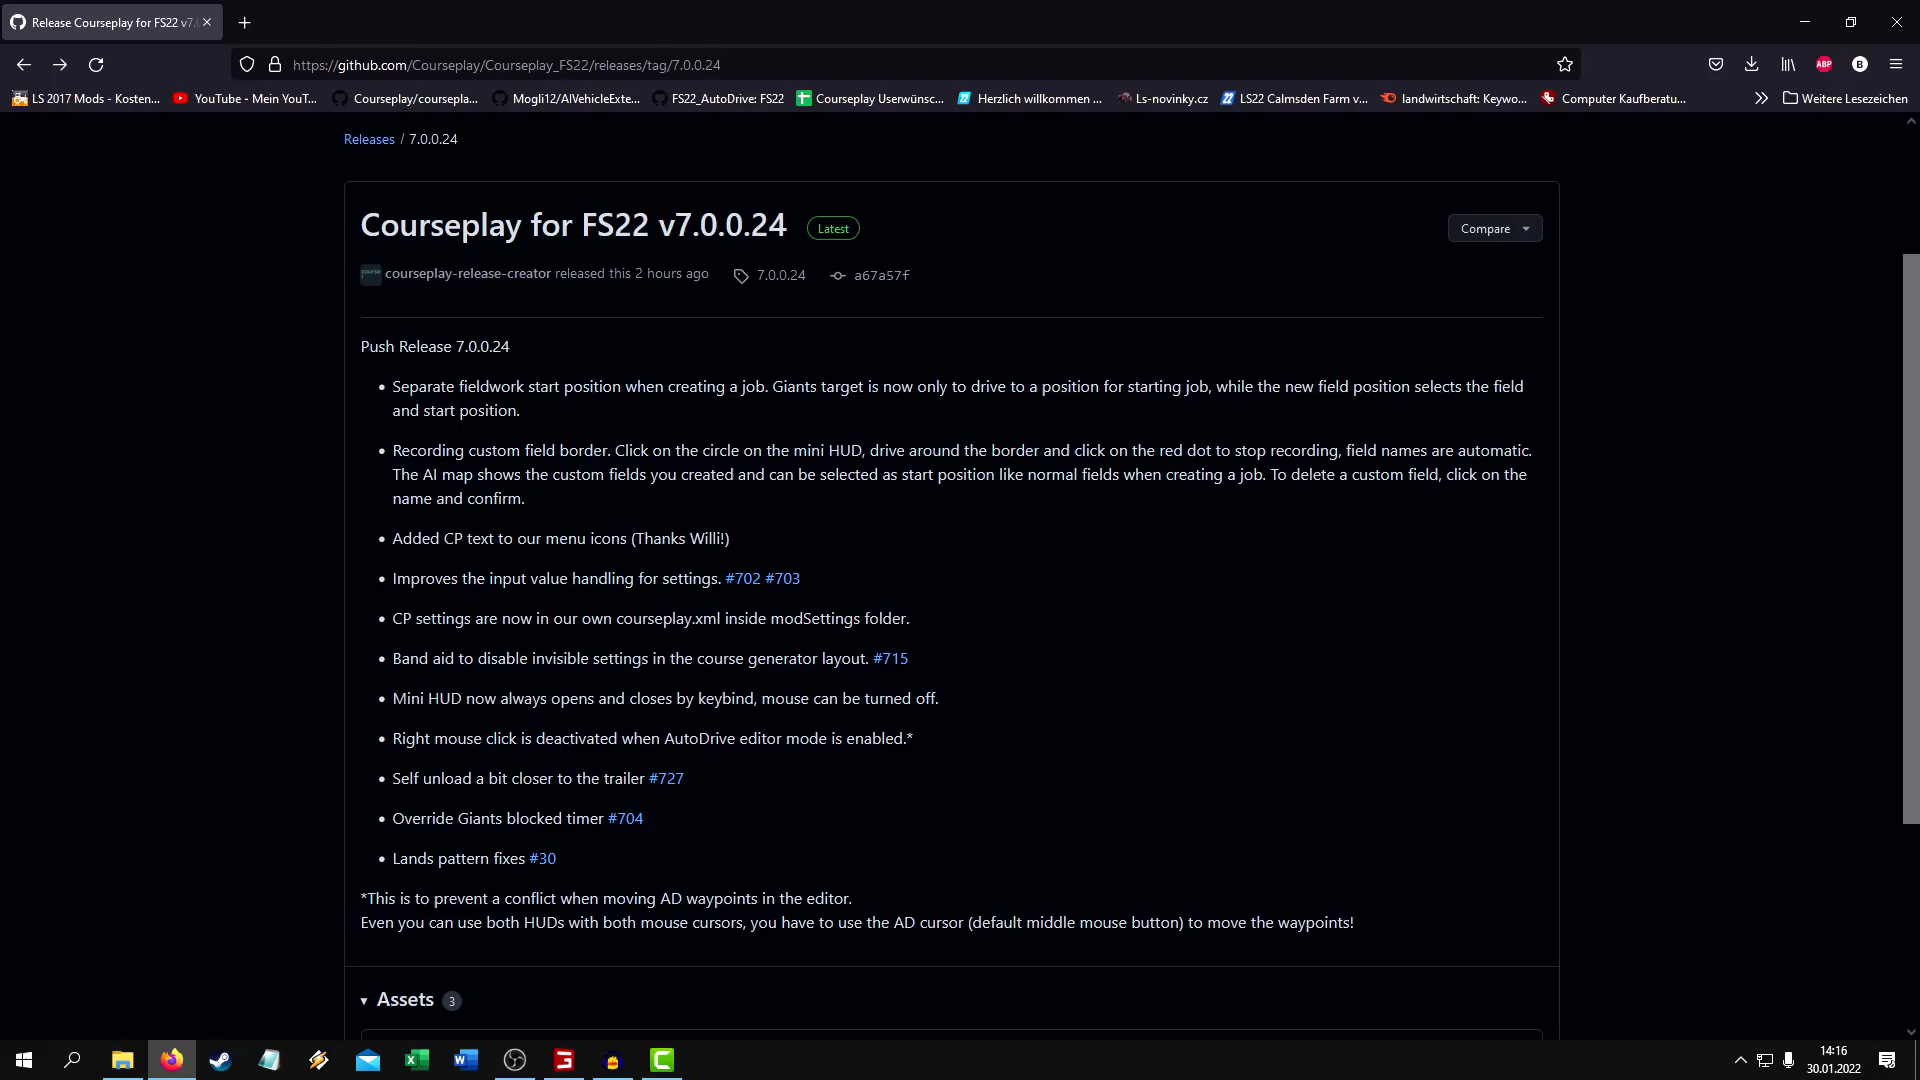 Release Courseplay for FS22 v7.0
https://github.com/Courseplay/Courseplay_FS22/releases/tag/7.0.0.24
ABP
B
LS 2017 Mods - Kosten...
YouTube - Mein YouT...
Courseplay/coursepla...
Mogli12/AIVehicleExte...
FS22_AutoDrive: FS22
Courseplay Userwünsc...
Herzlich willkommen ...
Ls-novinky.cz
LS22 Calmsden Farm v...
landwirtschaft: Keywo...
Computer Kaufberatu...
Weitere Lesezeichen
Releases / 7.0.0.24
Courseplay for FS22 v7.0.0.24
Latest
Compare
courseplay-release-creator released this 2 hours ago
7.0.0.24
a67a57f
Push Release 7.0.0.24
• Separate fieldwork start position when creating a job. Giants target is now only to drive to a position for starting job, while the new field position selects the field
and start position.
• Recording custom field border. Click on the circle on the mini HUD, drive around the border and click on the red dot to stop recording, field names are automatic.
The AI map shows the custom fields you created and can be selected as start position like normal fields when creating a job. To delete a custom field, click on the
name and confirm.
• Added CP text to our menu icons (Thanks Willi!)
• Improves the input value handling for settings. #702 #703
• CP settings are now in our own courseplay.xml inside modSettings folder.
• Band aid to disable invisible settings in the course generator layout. #715
• Mini HUD now always opens and closes by keybind, mouse can be turned off.
• Right mouse click is deactivated when AutoDrive editor mode is enabled.*
• Self unload a bit closer to the trailer #727
• Override Giants blocked timer #704
• Lands pattern fixes #30
*This is to prevent a conflict when moving AD waypoints in the editor.
Even you can use both HUDs with both mouse cursors, you have to use the AD cursor (default middle mouse button) to move the waypoints!
Assets 3
14:16
30.01.2022